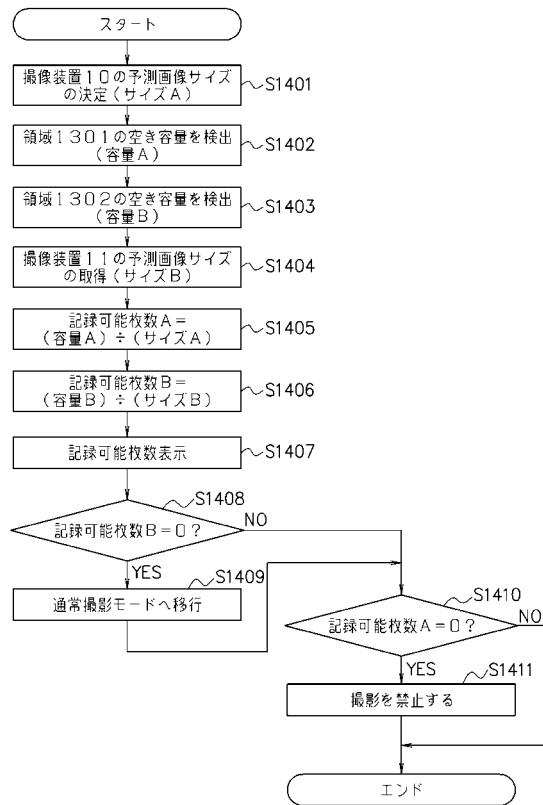 スタート
撮像装置10の予測画像サイズ
の決定(サイズA)
S1401
領域1301の空き容量を検出
(容量A)
S1402
領域1302の空き容量を検出
(容量B)
S1403
撮像装置11の予測画像サイズ
の取得(サイズB)
S1404
記録可能枚数A=
(容量A)÷(サイズA)
S1405
記録可能枚数B=
(容量B)÷(サイズB)
S1406
記録可能枚数表示
S1407
S1408
記録可能枚数B=0?
NO
YES
S1409
通常撮影モードへ移行
S1410
記録可能枚数A=0?
NO
YES
S1411
撮影を禁止する
エンド